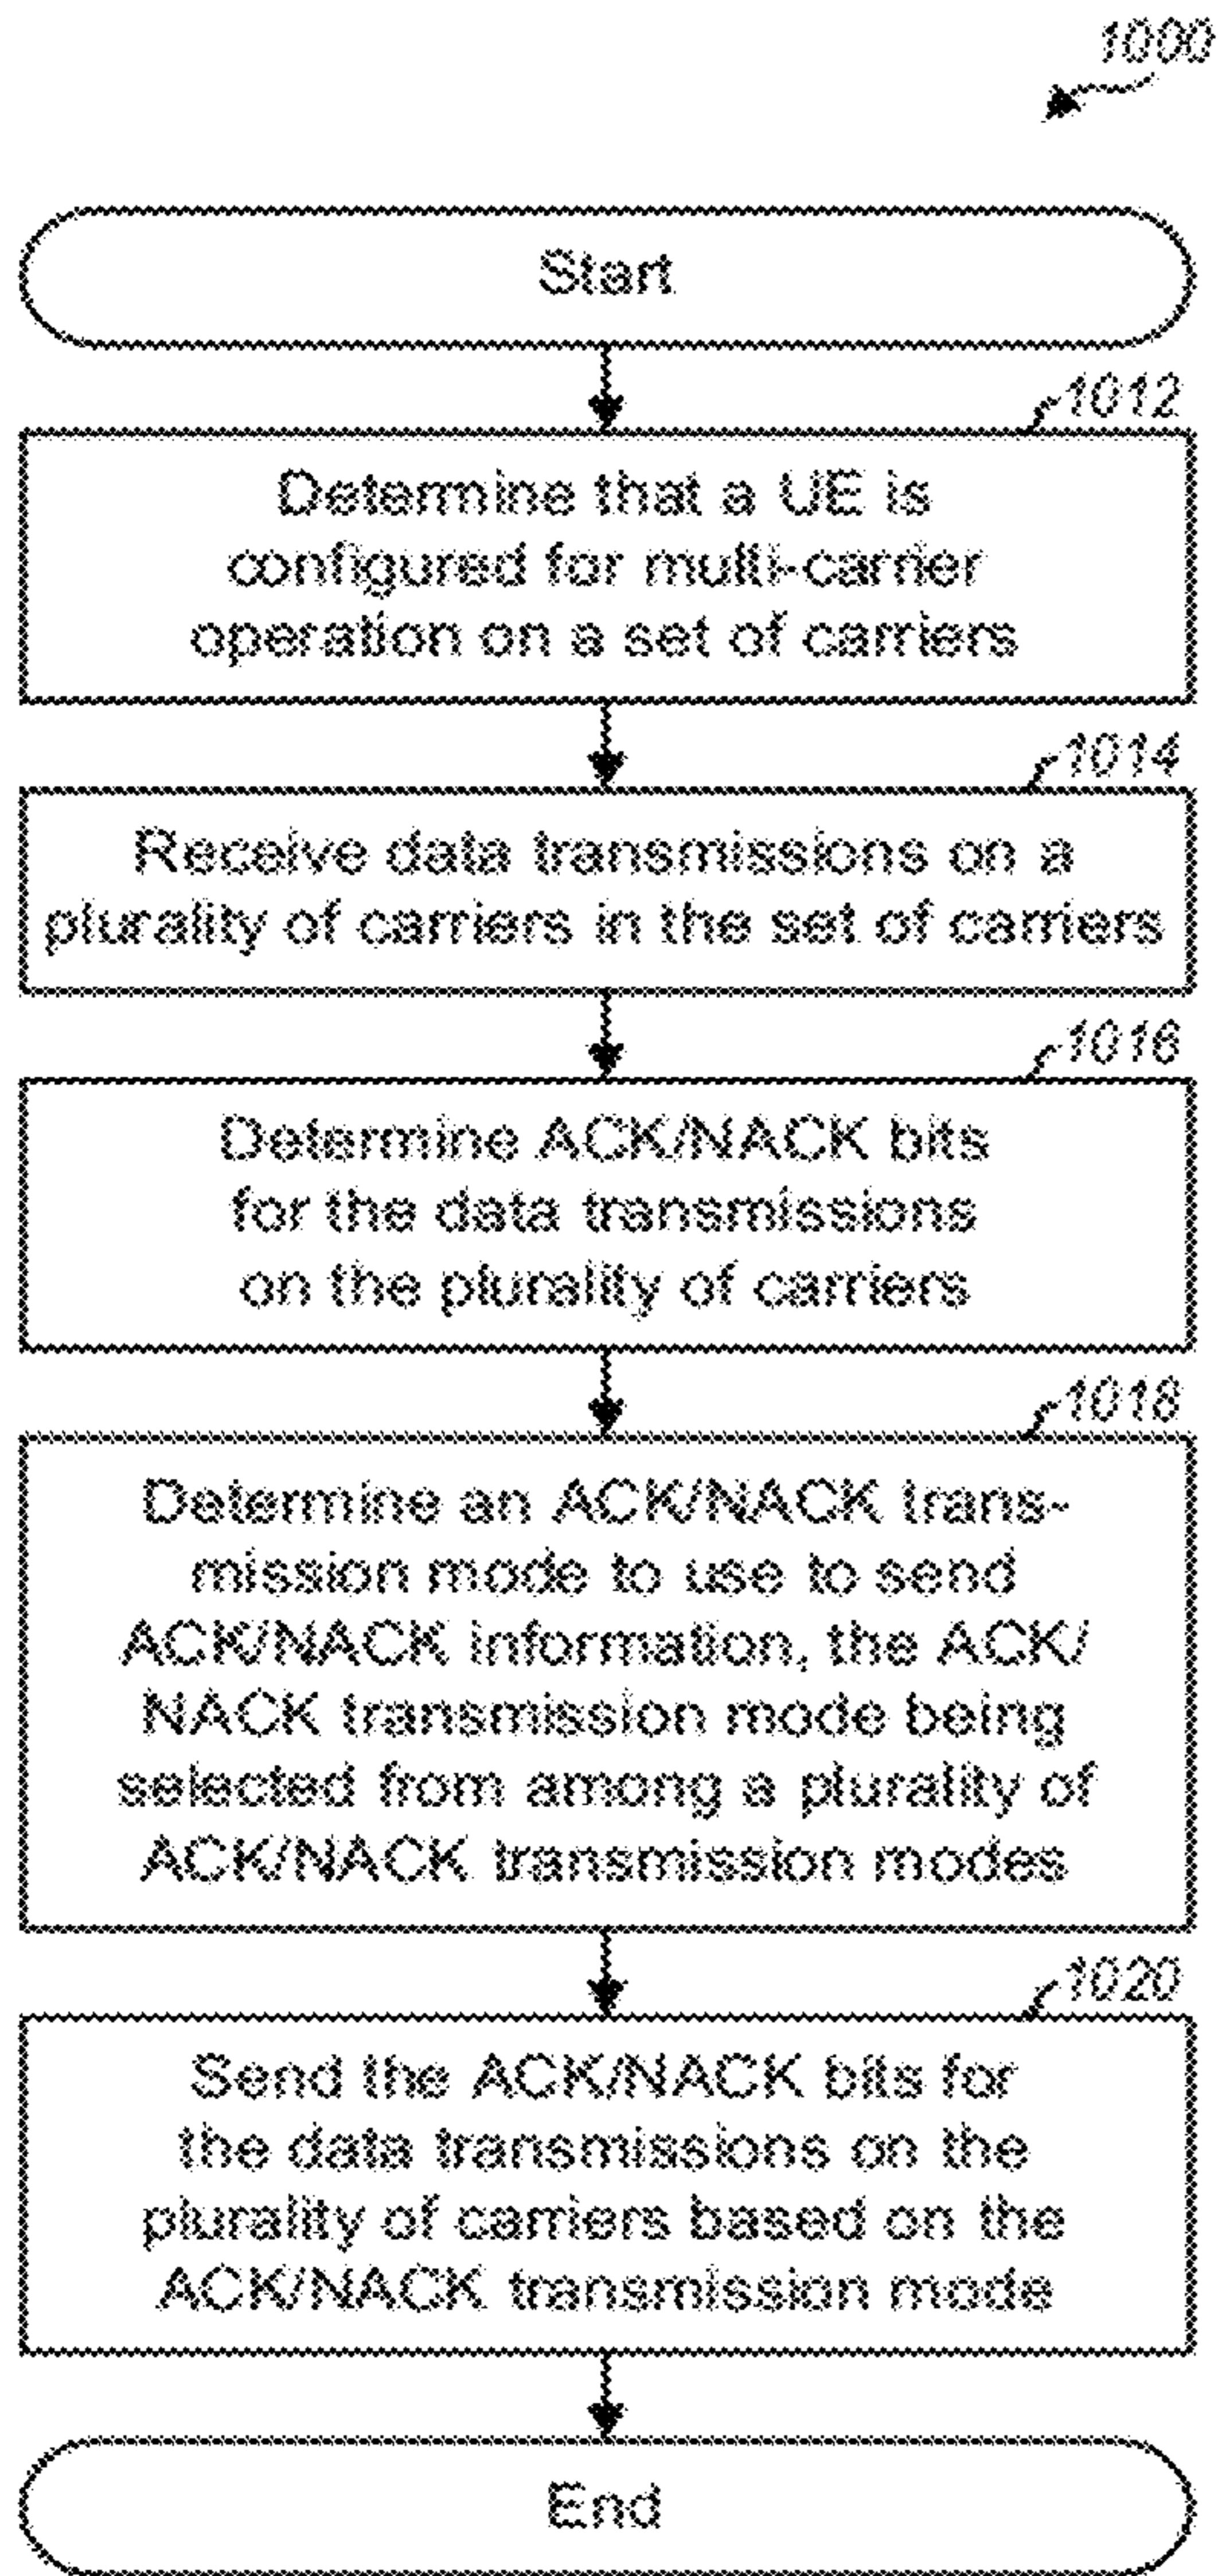 1000
Start
1012
Determine that a UE is
configured for multi-carrier
operation on a set of carriers
1014
Receive data transmissions on a
plurality of carriers in the set of carriers
1016
Determine ACK/NACK bits
for the data transmissions
on the plurality of carriers
1018
Determine an ACK/NACK trans-
mission mode to use to send
ACK/NACK information, the ACK/
NACK transmission mode being
selected from among a plurality of
ACK/NACK transmission modes
1020
Send the ACK/NACK bits for
the data transmissions on the
plurality of carriers based on the
ACK/NACK transmission mode
End